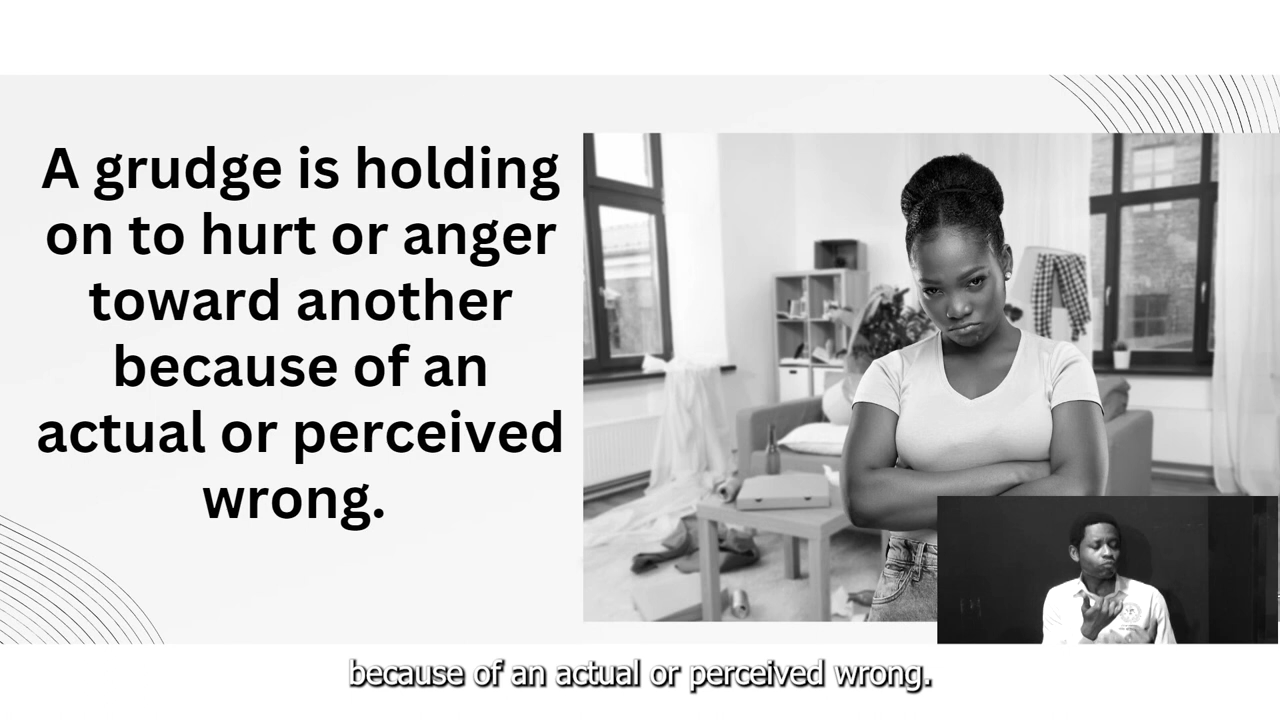 A grudge is holding
on to hurt or anger
toward another
because of an
actual or perceived
wrong.
because of an actual or perceived wrong.